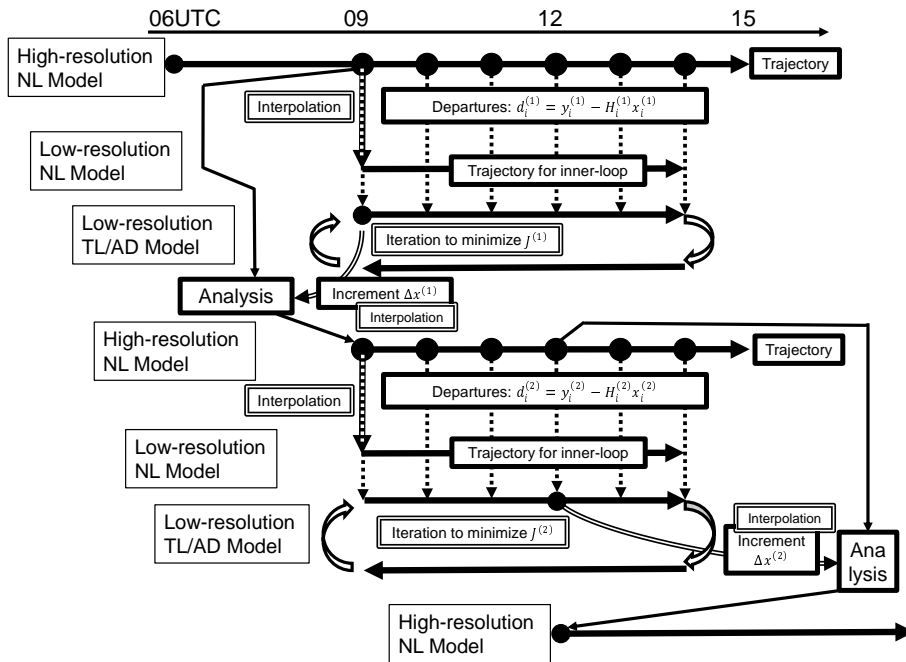 06UTC 09 12 15
High-resolution
NL Model
Trajectory
Interpolation
Departures: $d_i^{(1)} = y_i^{(1)} - H_i^{(1)} x_i^{(1)}$
Low-resolution
NL Model
Trajectory for inner-loop
Low-resolution
TL/AD Model
Iteration to minimize $J^{(1)}$
Analysis
Increment $\Delta x^{(1)}$
Interpolation
High-resolution
NL Model
Trajectory
Interpolation
Departures: $d_i^{(2)} = y_i^{(2)} - H_i^{(2)} x_i^{(2)}$
Low-resolution
NL Model
Trajectory for inner-loop
Low-resolution
TL/AD Model
Iteration to minimize $J^{(2)}$
Interpolation
Increment
$\Delta x^{(2)}$
Ana
lysis
High-resolution
NL Model